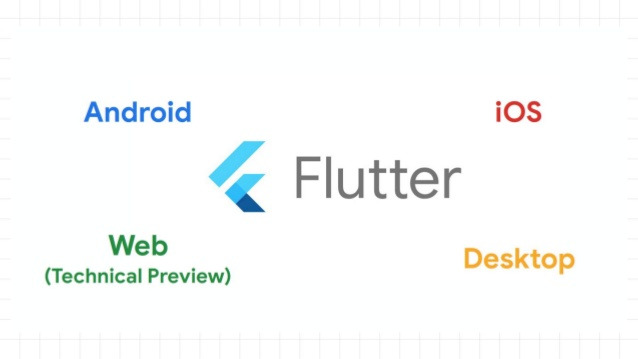 Android
iOS
Flutter
Web
(Technical Preview)
Desktop